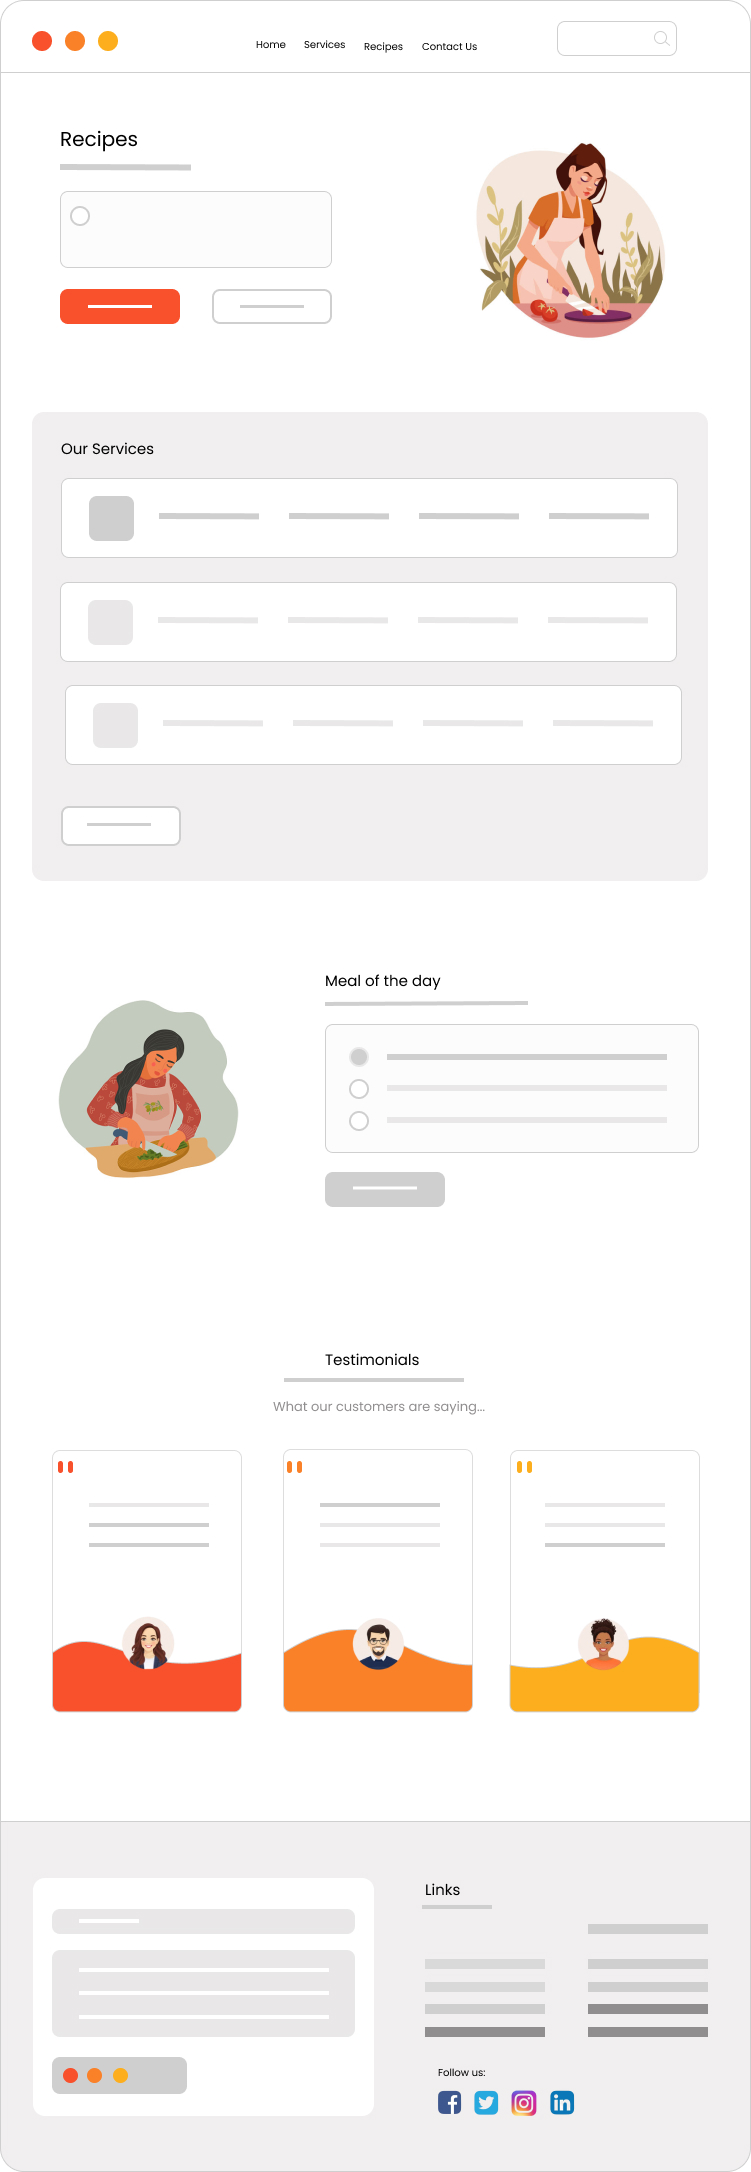 Home Services Recipes Contact Us
Recipes
Our Services
Meal of the day
Testimonials
What our customers are saying...
Links
Follow us: